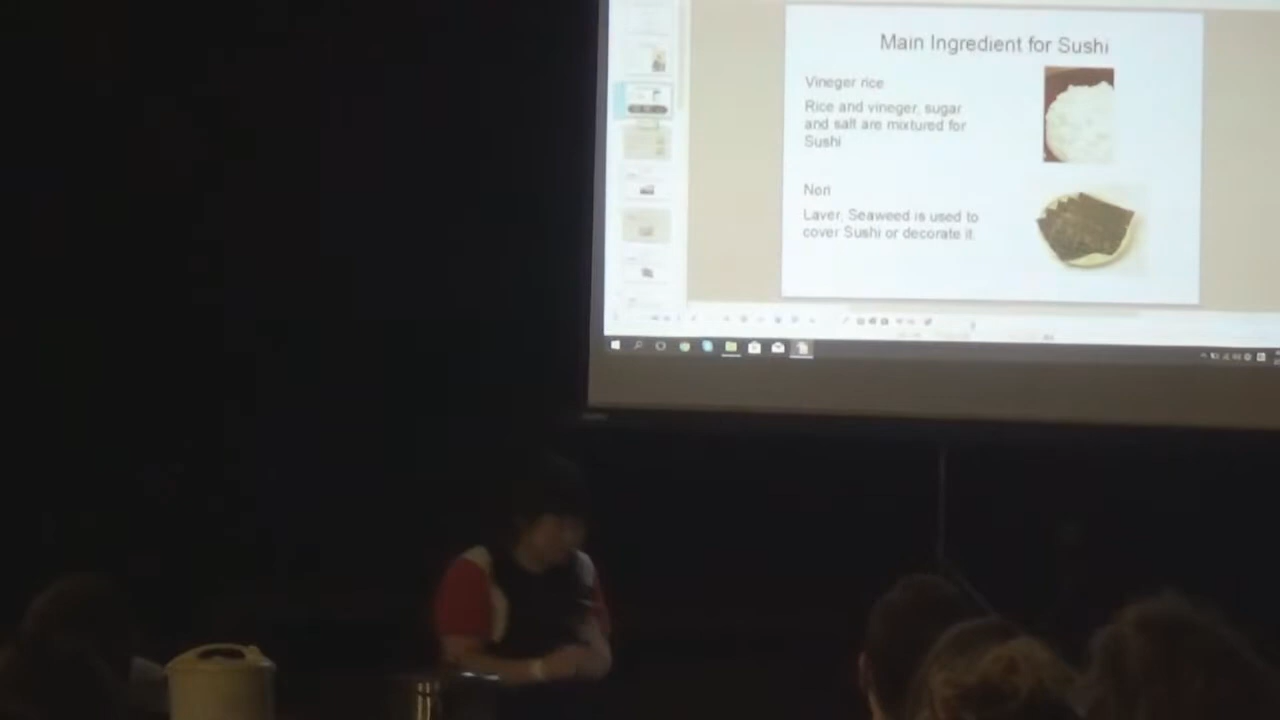 Main Ingredient for Sushi
Vineger rice
Rice and vineger, sugar
and salt are mixtured for
Sushi
Nori
Laver, Seaweed is used to
cover Sushi or decorate it.